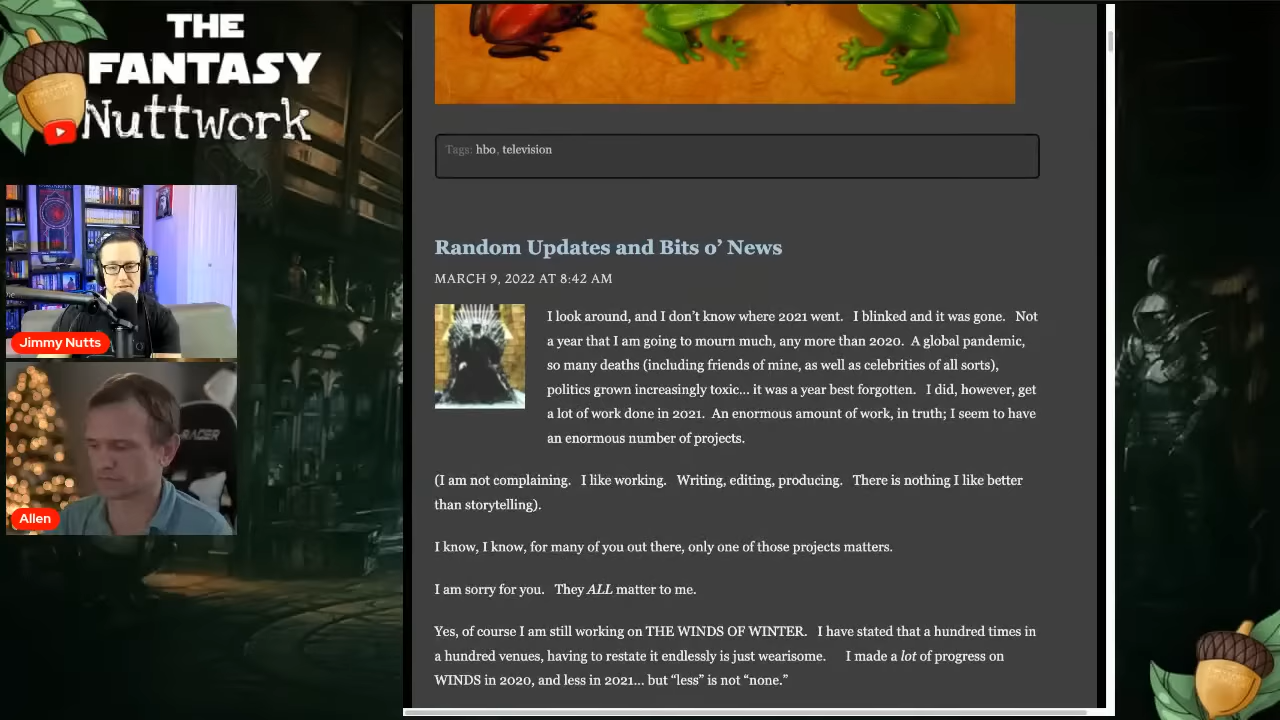 THE
FANTASY
Nuttwork
Jimmy Nutts
RACER
Allen
Tags: hbo, television
Random Updates and Bits o’ News
MARCH 9, 2022 AT 8:42 AM
I look around, and I don’t know where 2021 went. I blinked and it was gone. Not
a year that I am going to mourn much, any more than 2020. A global pandemic,
so many deaths (including friends of mine, as well as celebrities of all sorts),
politics grown increasingly toxic... it was a year best forgotten. I did, however, get
a lot of work done in 2021. An enormous amount of work, in truth; I seem to have
an enormous number of projects.
(I am not complaining. I like working. Writing, editing, producing. There is nothing I like better
than storytelling).
I know, I know, for many of you out there, only one of those projects matters.
I am sorry for you. They ALL matter to me.
Yes, of course I am still working on THE WINDS OF WINTER. I have stated that a hundred times in
a hundred venues, having to restate it endlessly is just wearisome. I made a lot of progress on
WINDS in 2020, and less in 2021... but “less” is not “none.”